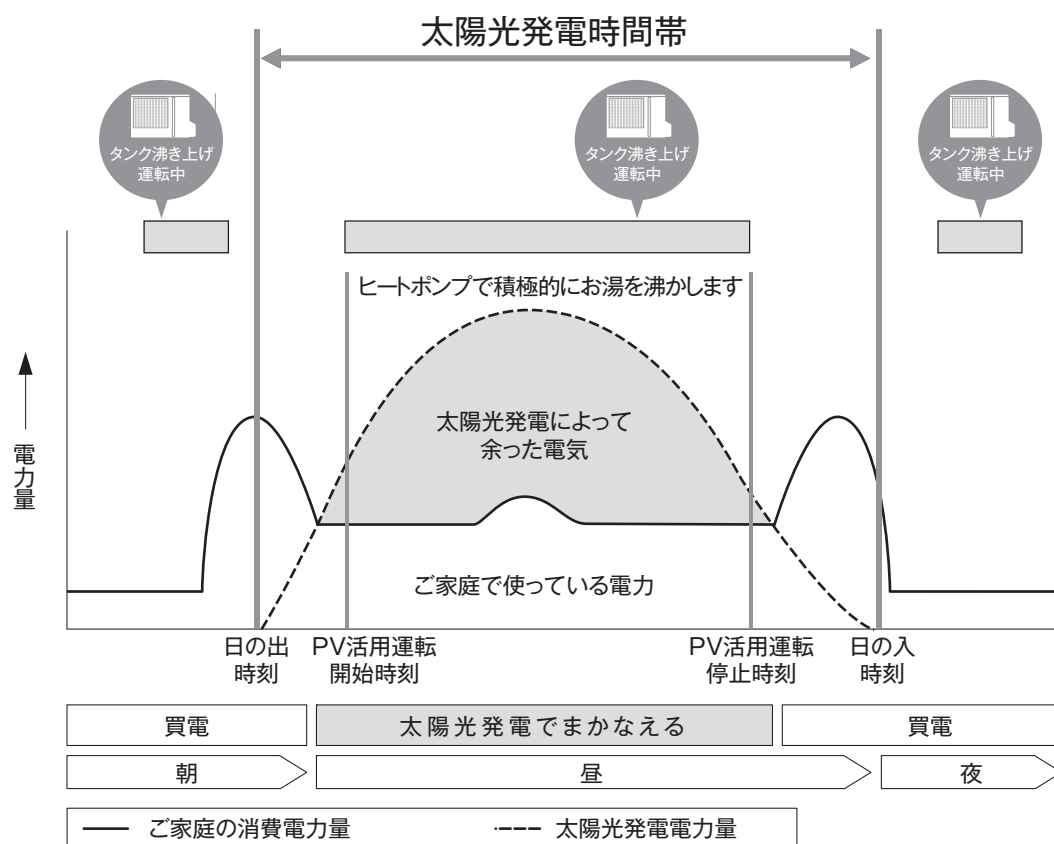 太陽光発電時間帯
タンク沸き上げ
運転中
タンク沸き上げ
運転中
タンク沸き上げ
運転中
ヒートポンプで積極的にお湯を沸かします
太陽光発電によって
余った電気
電力量
ご家庭で使っている電力
日の出
時刻
PV活用運転
開始時刻
PV活用運転
停止時刻
日の入
時刻
買電
太陽光発電でまかなえる
買電
朝
昼
夜
ご家庭の消費電力量
太陽光発電電力量